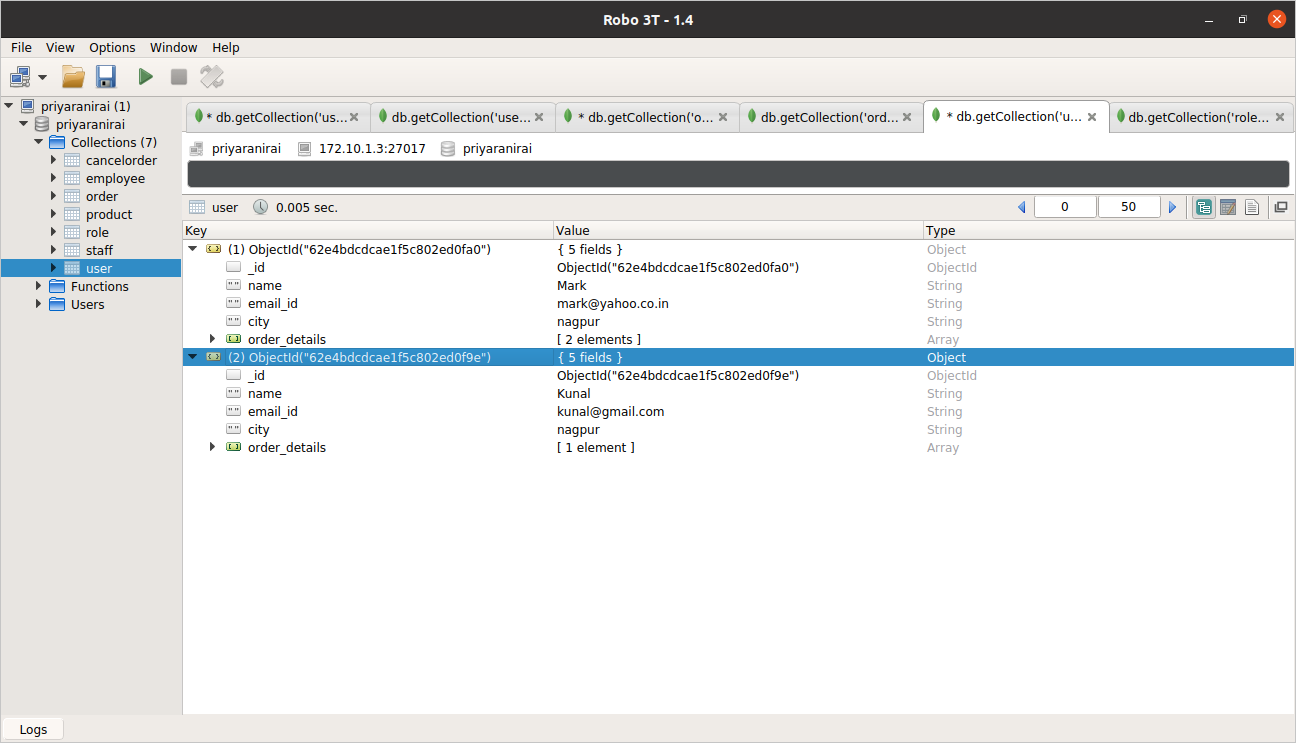 Robo 3T - 1.4
File View Options Window Help
priyaranirai (1)
priyaranirai
Collections (7)
cancelorder
employee
order
product
role
staff
user
Functions
Users
* db.getCollection('us... db.getCollection('use... * db.getCollection('o... db.getCollection('ord... * db.getCollection('u... db.getCollection('role...
priyaranirai 172.10.1.3:27017 priyaranirai
user 0.005 sec. 0 50
Key Value Type
(1) ObjectId("62e4bdcdcae1f5c802ed0fa0") { 5 fields } Object
_id ObjectId("62e4bdcdcae1f5c802ed0fa0") ObjectId
name Mark String
email_id mark@yahoo.co.in String
city nagpur String
order_details [ 2 elements ] Array
(2) ObjectId("62e4bdcdcae1f5c802ed0f9e") { 5 fields } Object
_id ObjectId("62e4bdcdcae1f5c802ed0f9e") ObjectId
name Kunal String
email_id kunal@gmail.com String
city nagpur String
order_details [ 1 element ] Array
Logs